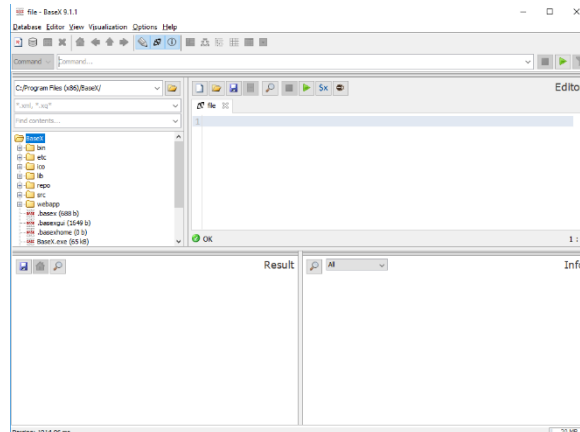 file - BaseX 9.1.1
Database Editor View Visualization Options Help
Command Command...
C:/Program Files (x86)/BaseX/
Edito
*.xml, *.xq*
file
Find contents...
1
BaseX
bin
etc
ico
lib
repo
src
webapp
.basex (688 b)
.basexgui (1649 b)
.basexhome (0 b)
BaseX.exe (65 kB)
OK
1 :
Result
All
Info